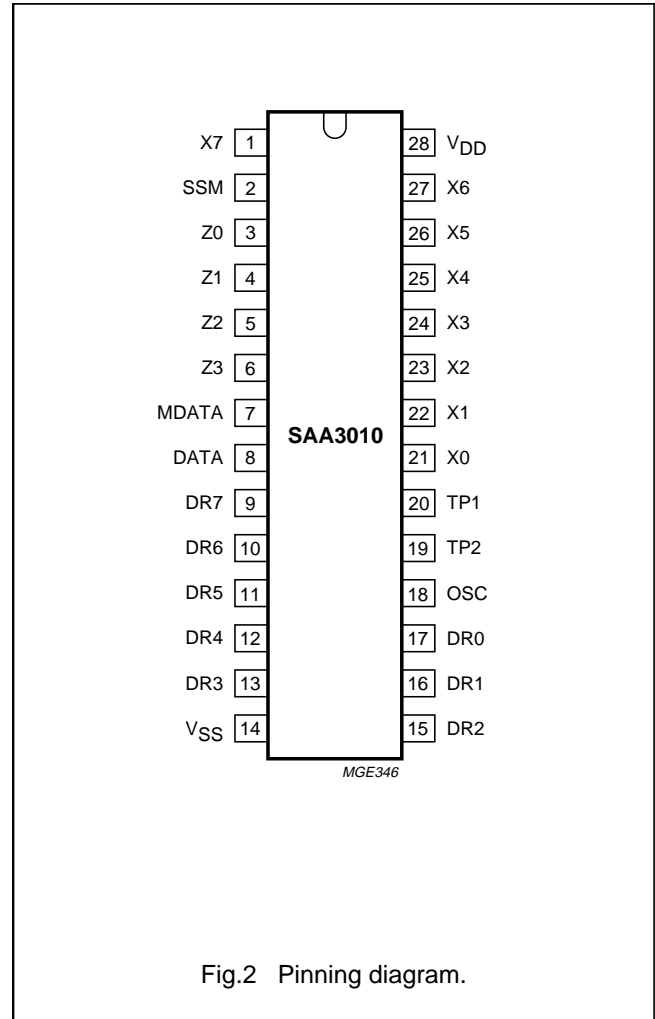 X7 1 28 VDD
SSM 2 27 X6
Z0 3 26 X5
Z1 4 25 X4
Z2 5 24 X3
Z3 6 23 X2
MDATA 7 22 X1
SAA3010
DATA 8 21 X0
DR7 9 20 TP1
DR6 10 19 TP2
DR5 11 18 OSC
DR4 12 17 DR0
DR3 13 16 DR1
VSS 14 15 DR2
MGE346
Fig.2 Pinning diagram.